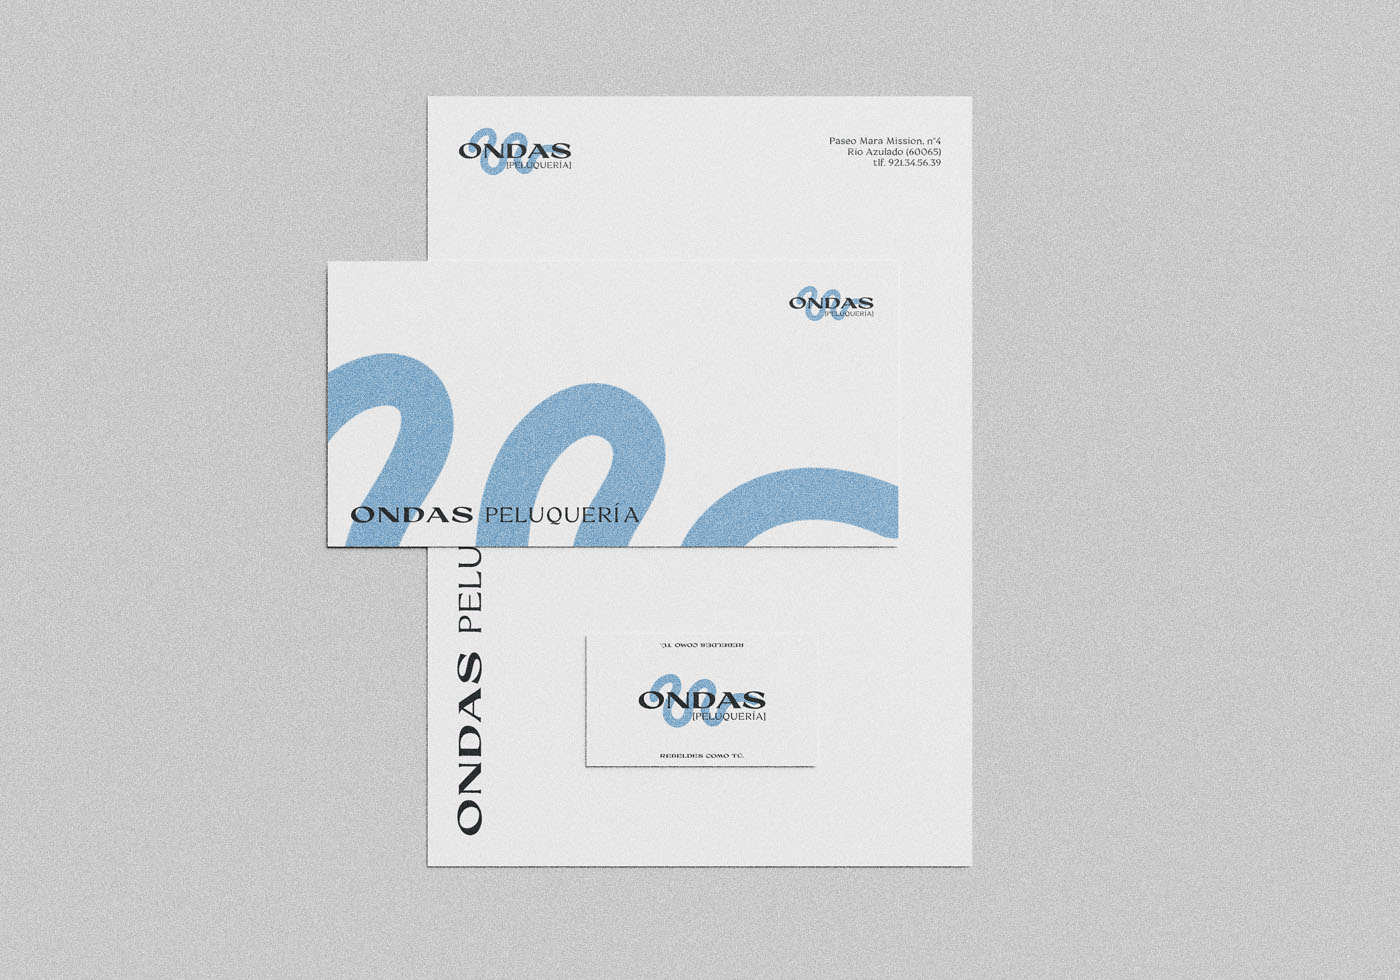 ONDAS
[PELUQUERÍA]
Paseo Mara Mission, nº4
Rio Azulado (60065)
tlf. 921.34.56.39
ONDAS
[PELUQUERÍA]
ONDAS PELUQUERÍA
ONDAS PELU
REBELDES COMO TÚ.
ONDAS
[PELUQUERÍA]
REBELDES COMO TÚ.